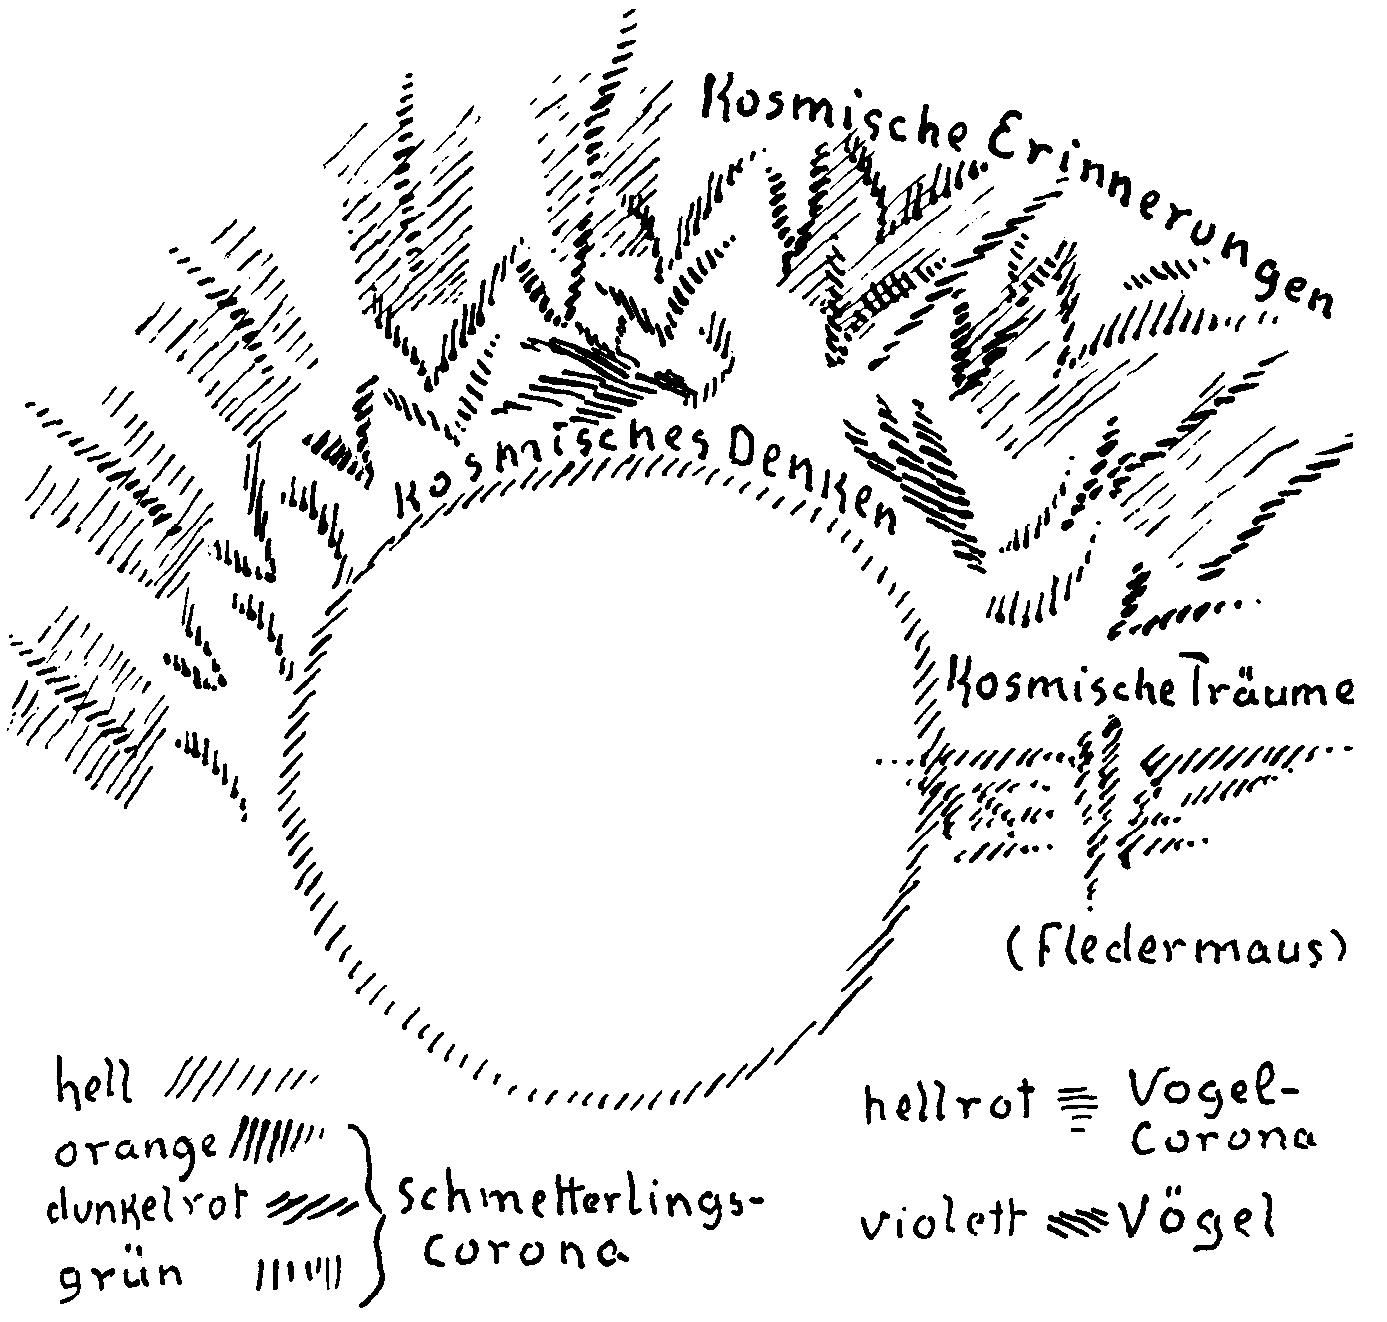 Kosmische Erinnerungen
Kosmisches Denken
Kosmische Träume
(Fledermaus)
hell
orange
dunkelrot
grün
Schmetterlings-
corona
hellrot Vogel-
corona
violett Vögel